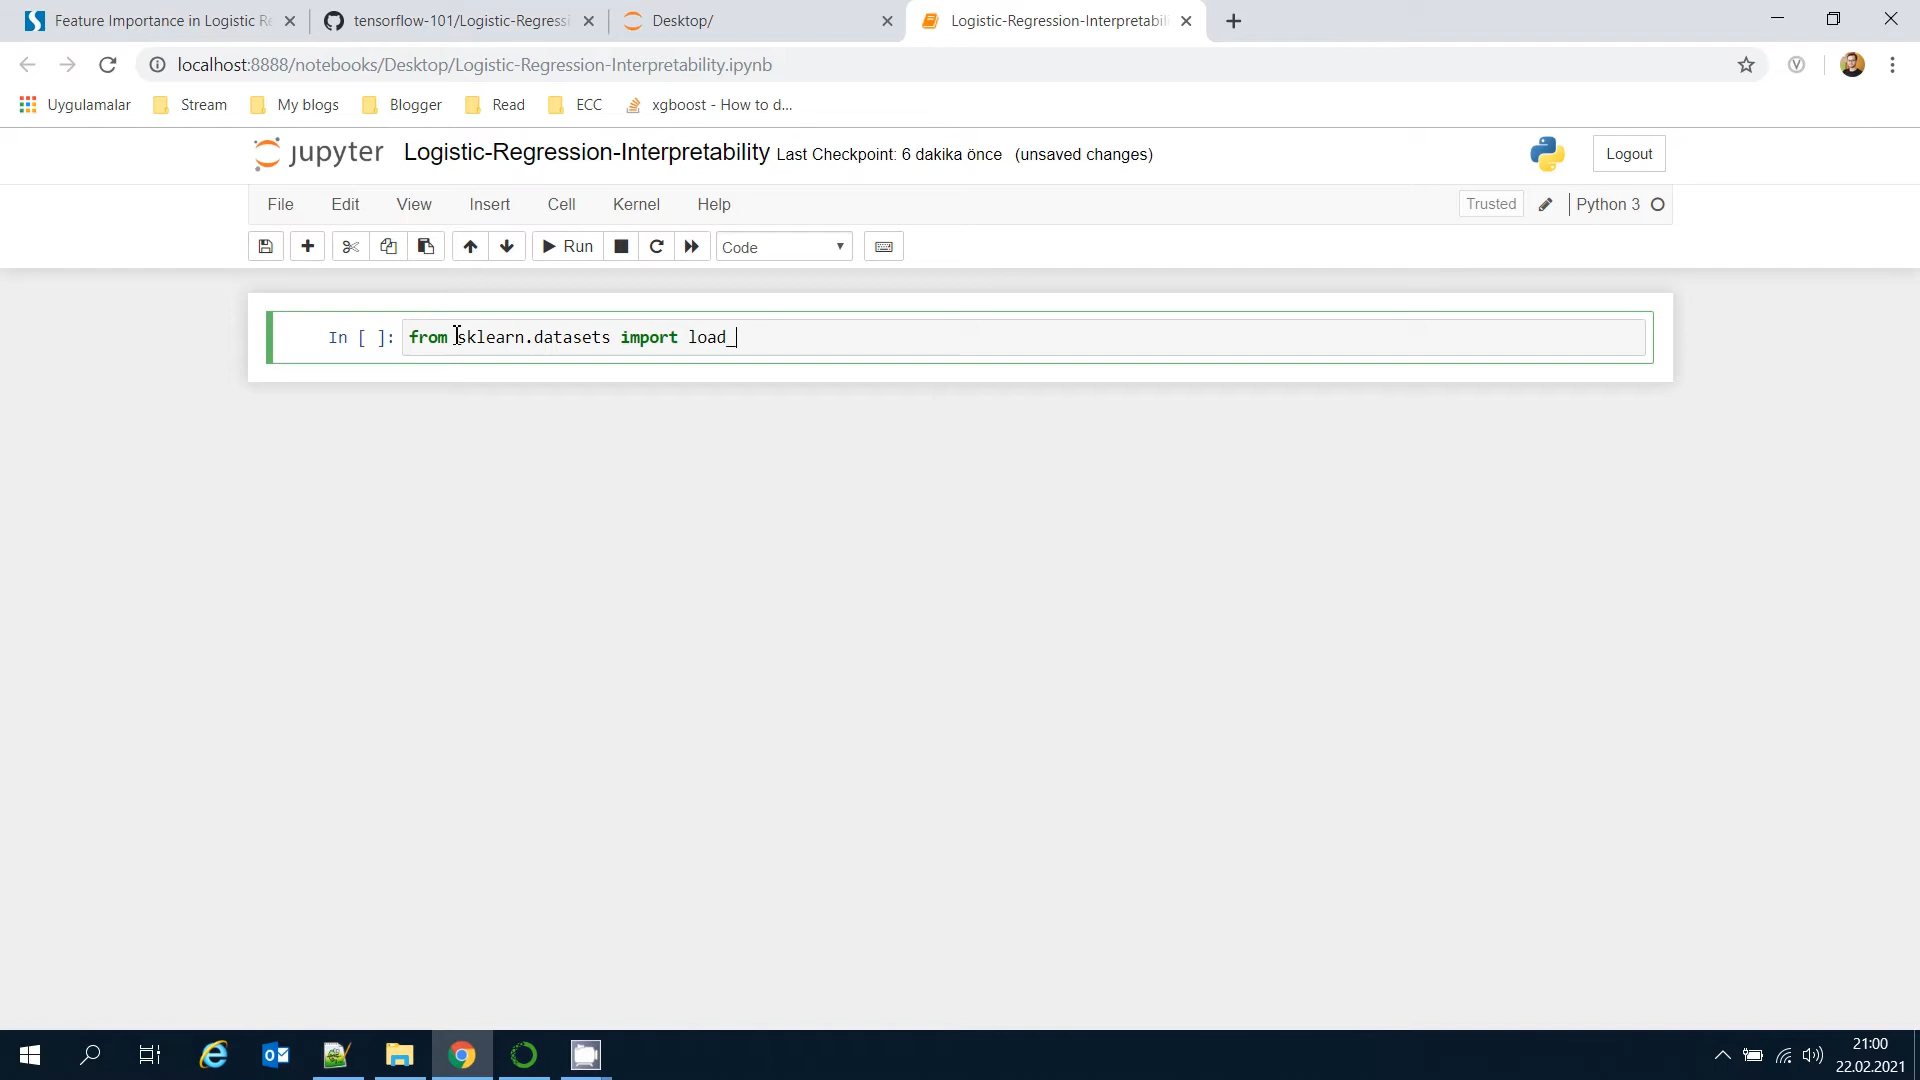 Feature Importance in Logistic Re
tensorflow-101/Logistic-Regressi
Desktop/
Logistic-Regression-Interpretabili
localhost:8888/notebooks/Desktop/Logistic-Regression-Interpretability.ipynb
Uygulamalar
Stream
My blogs
Blogger
Read
ECC
xgboost - How to d...
jupyter
Logistic-Regression-Interpretability Last Checkpoint: 6 dakika önce (unsaved changes)
Logout
File Edit View Insert Cell Kernel Help
Trusted
Python 3
Run
Code
In [ ]: from sklearn.datasets import load_
21:00
22.02.2021